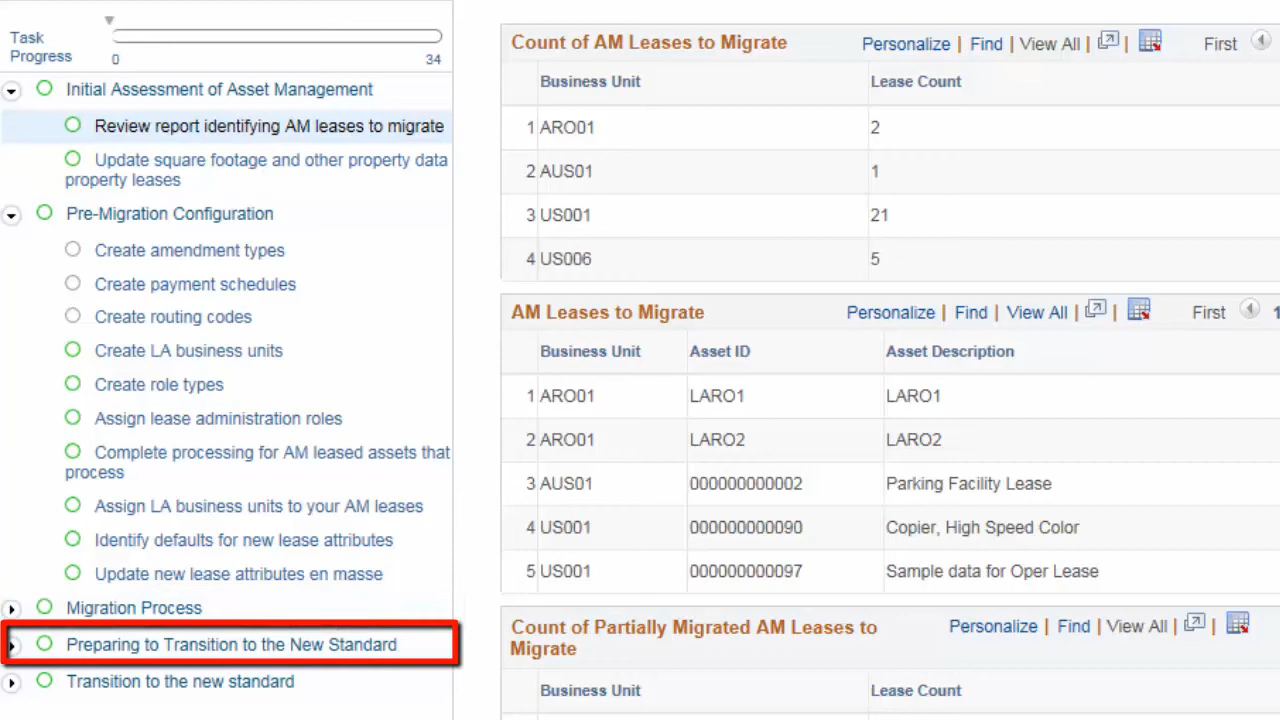 Task
Progress
0
34
Initial Assessment of Asset Management
Review report identifying AM leases to migrate
Update square footage and other property data
property leases
Pre-Migration Configuration
Create amendment types
Create payment schedules
Create routing codes
Create LA business units
Create role types
Assign lease administration roles
Complete processing for AM leased assets that
process
Assign LA business units to your AM leases
Identify defaults for new lease attributes
Update new lease attributes en masse
Migration Process
Preparing to Transition to the New Standard
Transition to the new standard
Count of AM Leases to Migrate Personalize | Find | View All | | First
Business Unit Lease Count
1 ARO01 2
2 AUS01 1
3 US001 21
4 US006 5
AM Leases to Migrate Personalize | Find | View All | | First 1
Business Unit Asset ID Asset Description
1 ARO01 LARO1 LARO1
2 ARO01 LARO2 LARO2
3 AUS01 000000000002 Parking Facility Lease
4 US001 000000000090 Copier, High Speed Color
5 US001 000000000097 Sample data for Oper Lease
Count of Partially Migrated AM Leases to Personalize | Find | View All | |
Migrate
Business Unit Lease Count